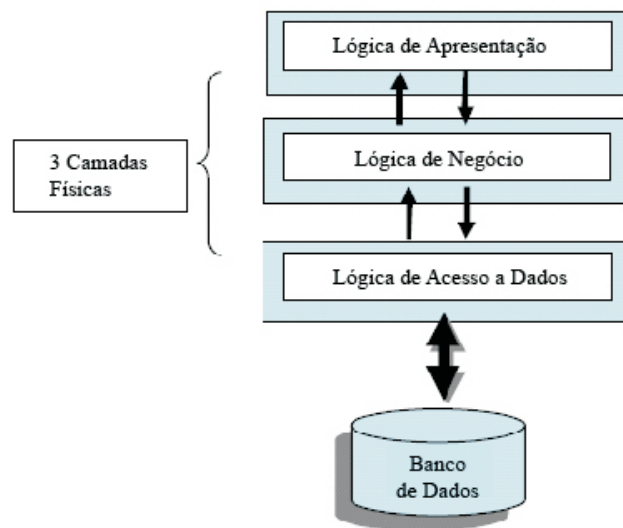 Lógica de Apresentação
3 Camadas
Físicas
Lógica de Negócio
Lógica de Acesso a Dados
Banco
de Dados